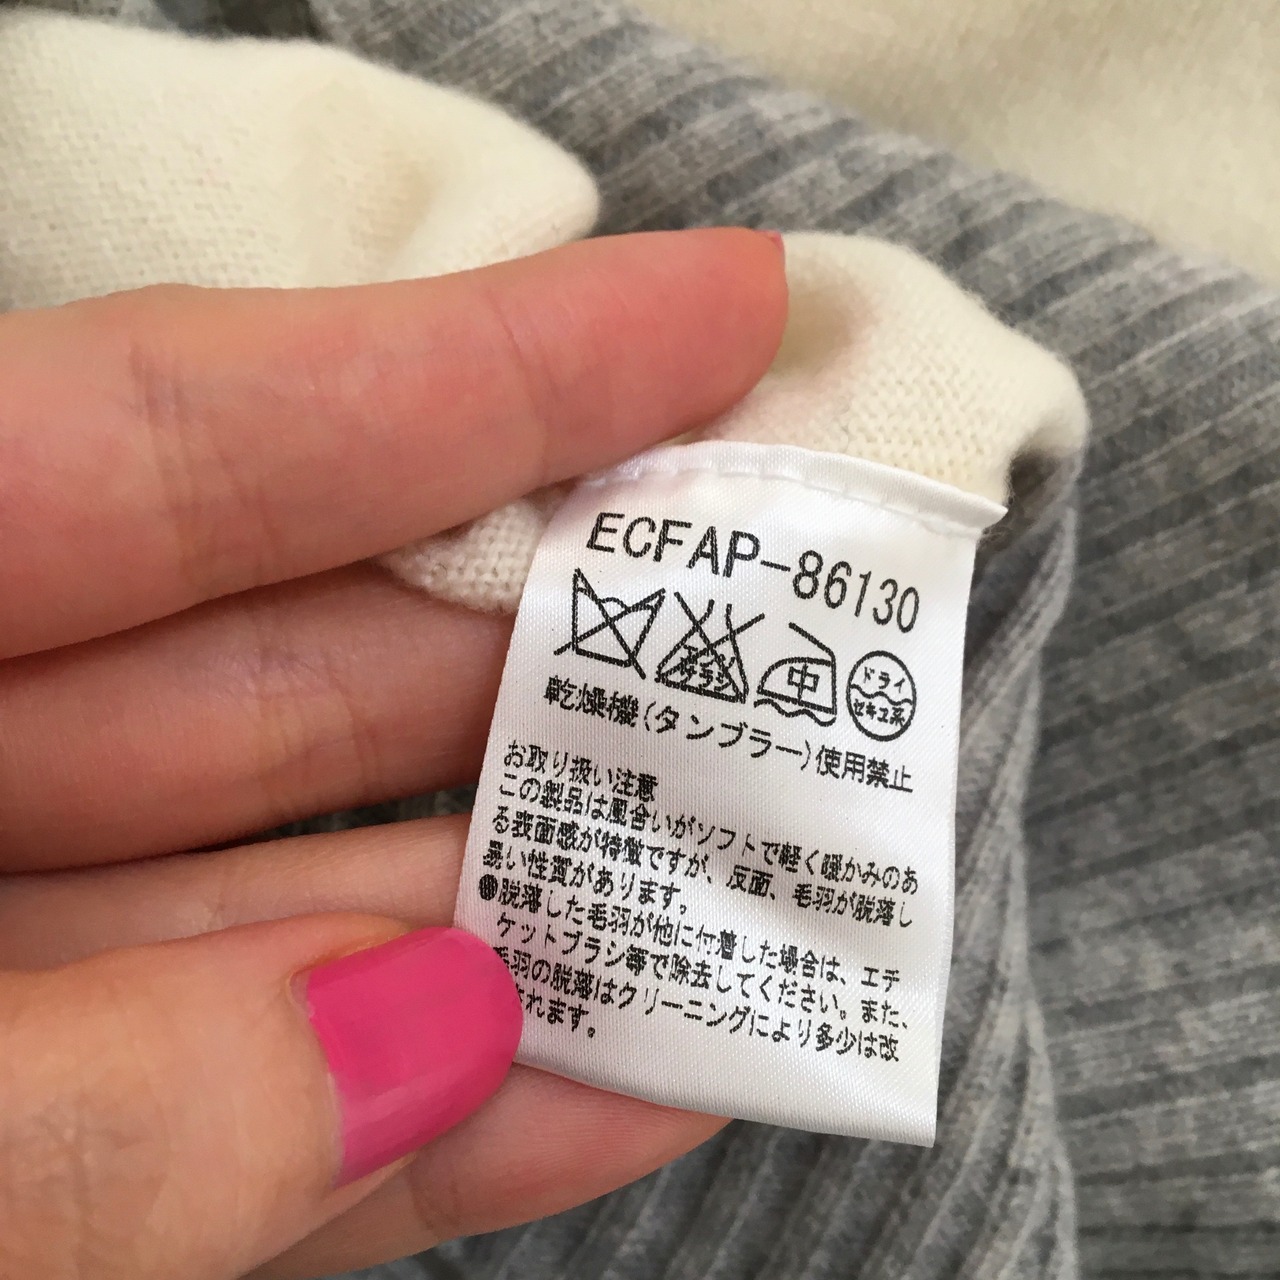 ECFAP-86130
エンソ
サラシ
中
ドライ
セキユ系
乾燥機(タンブラー)使用禁止
お取り扱い注意
この製品は風合いがソフトで軽く暖かみのあ
る表面感が特徴ですが、反面、毛羽が脱落し
易い性質があります。
●脱落した毛羽が他に付着した場合は、エチ
ケットブラシ等で除去してください。また、
毛羽の脱落はクリーニングにより多少は改
されます。